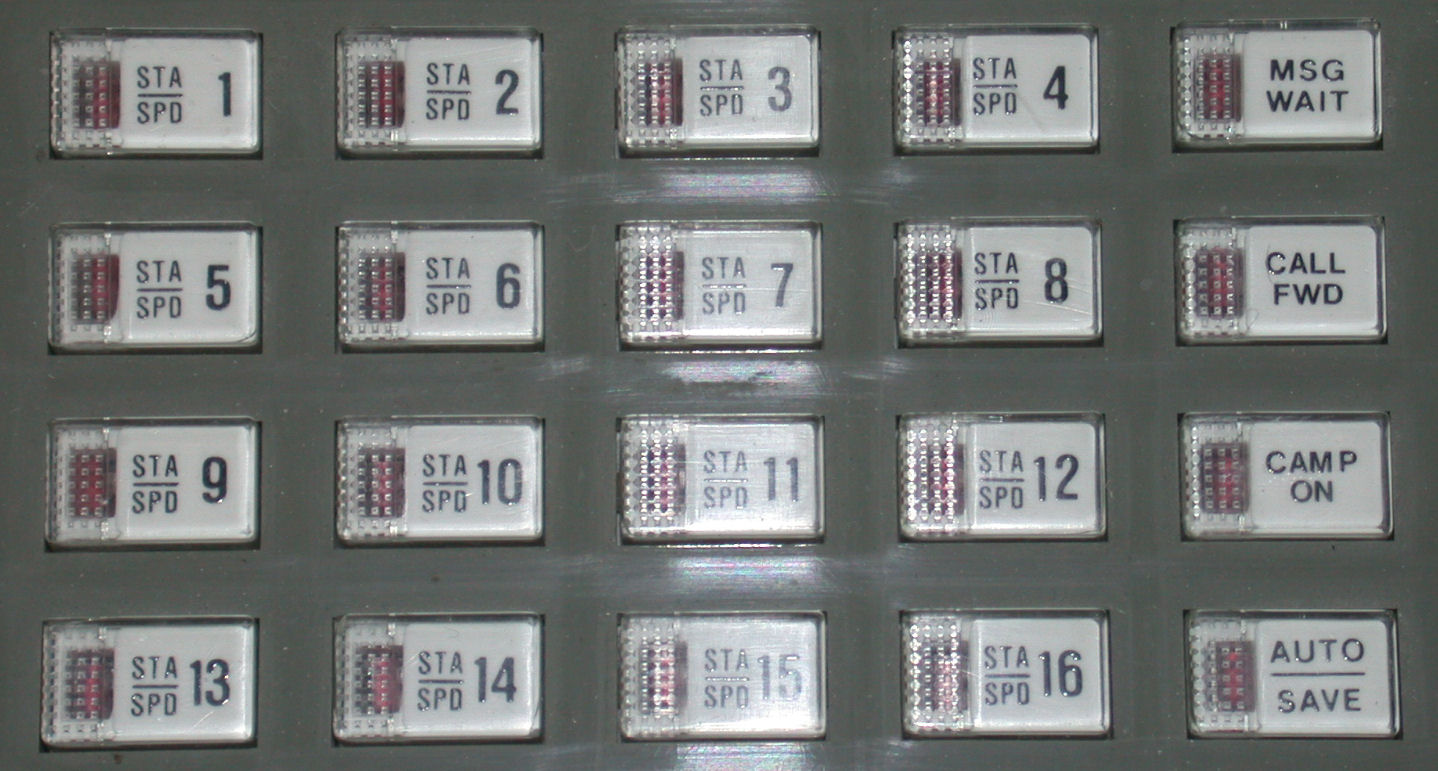 STA
SPD 1
STA
SPD 2
STA
SPD 3
STA
SPD 4
MSG
WAIT
STA
SPD 5
STA
SPD 6
STA
SPD 7
STA
SPD 8
CALL
FWD
STA
SPD 9
STA
SPD 10
STA
SPD 11
STA
SPD 12
CAMP
ON
STA
SPD 13
STA
SPD 14
STA
SPD 15
STA
SPD 16
AUTO
SAVE